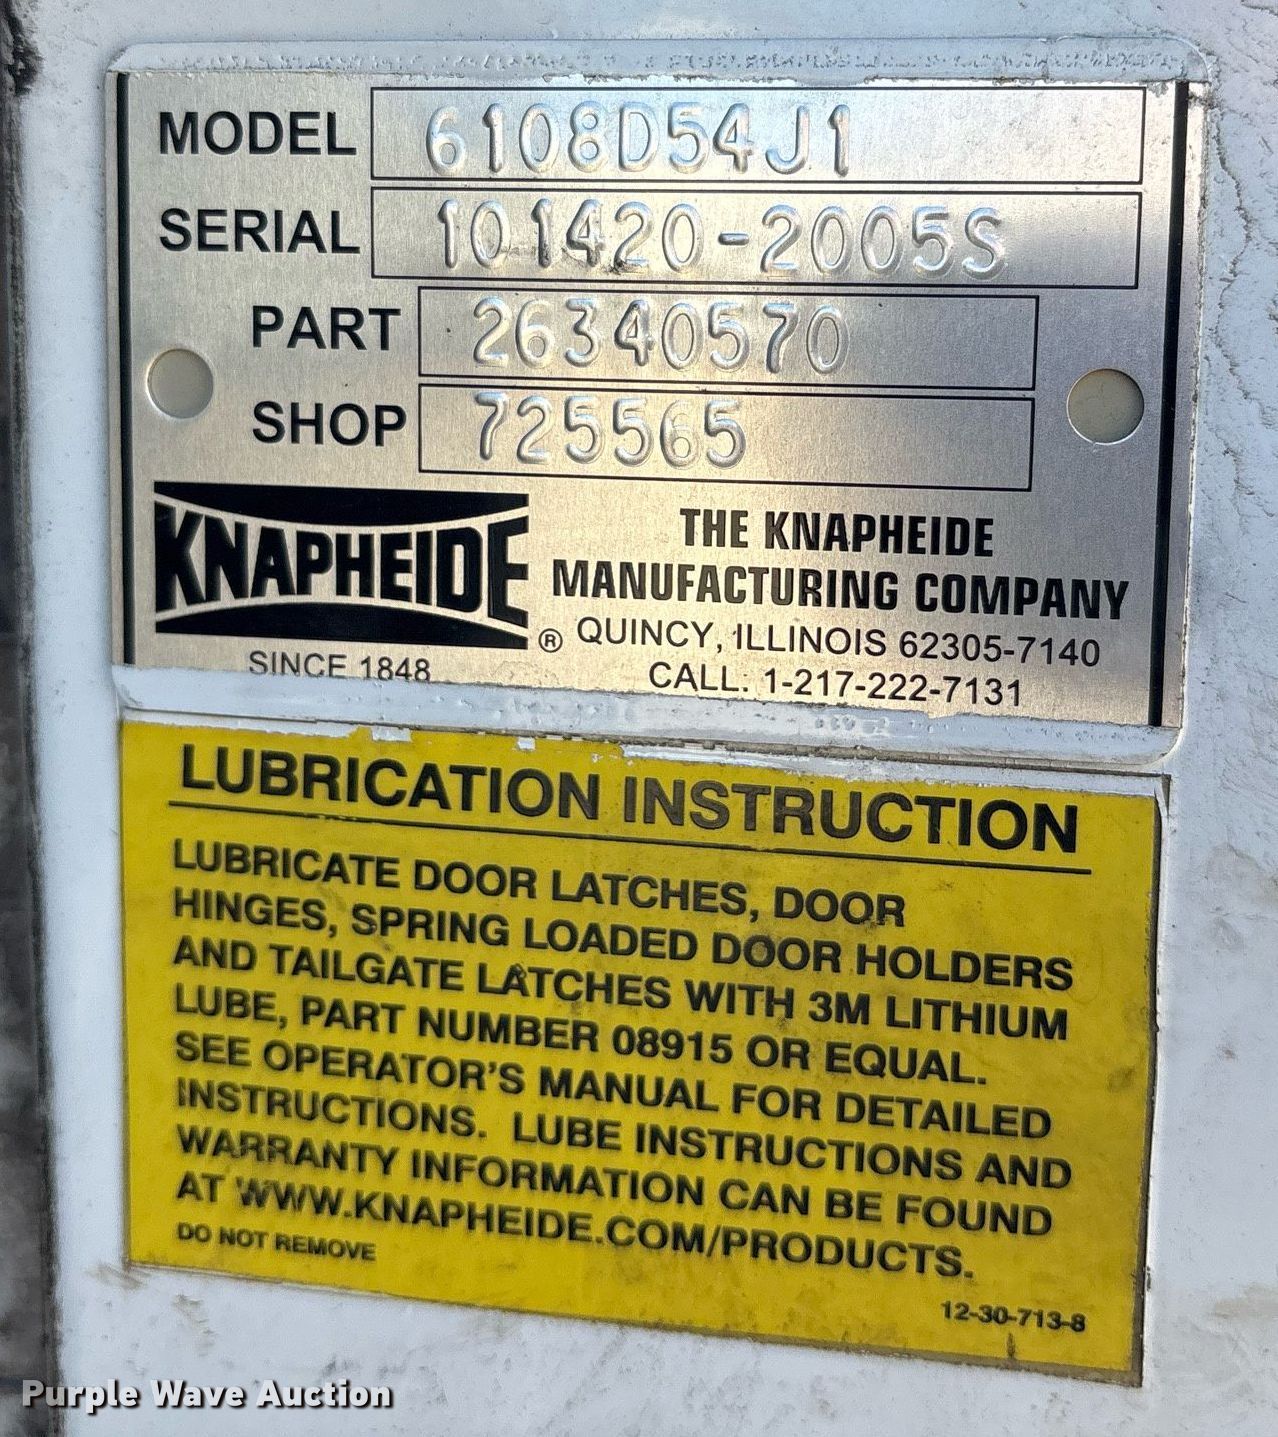 MODEL 6108D54J1
SERIAL 101420-2005S
PART 26340570
SHOP 725565
KNAPHEIDE ®
SINCE 1848
THE KNAPHEIDE
MANUFACTURING COMPANY
QUINCY, ILLINOIS 62305-7140
CALL: 1-217-222-7131
LUBRICATION INSTRUCTION
LUBRICATE DOOR LATCHES, DOOR
HINGES, SPRING LOADED DOOR HOLDERS
AND TAILGATE LATCHES WITH 3M LITHIUM
LUBE, PART NUMBER 08915 OR EQUAL.
SEE OPERATOR'S MANUAL FOR DETAILED
INSTRUCTIONS. LUBE INSTRUCTIONS AND
WARRANTY INFORMATION CAN BE FOUND
AT WWW.KNAPHEIDE.COM/PRODUCTS.
DO NOT REMOVE
12-30-713-8
Purple Wave Auction